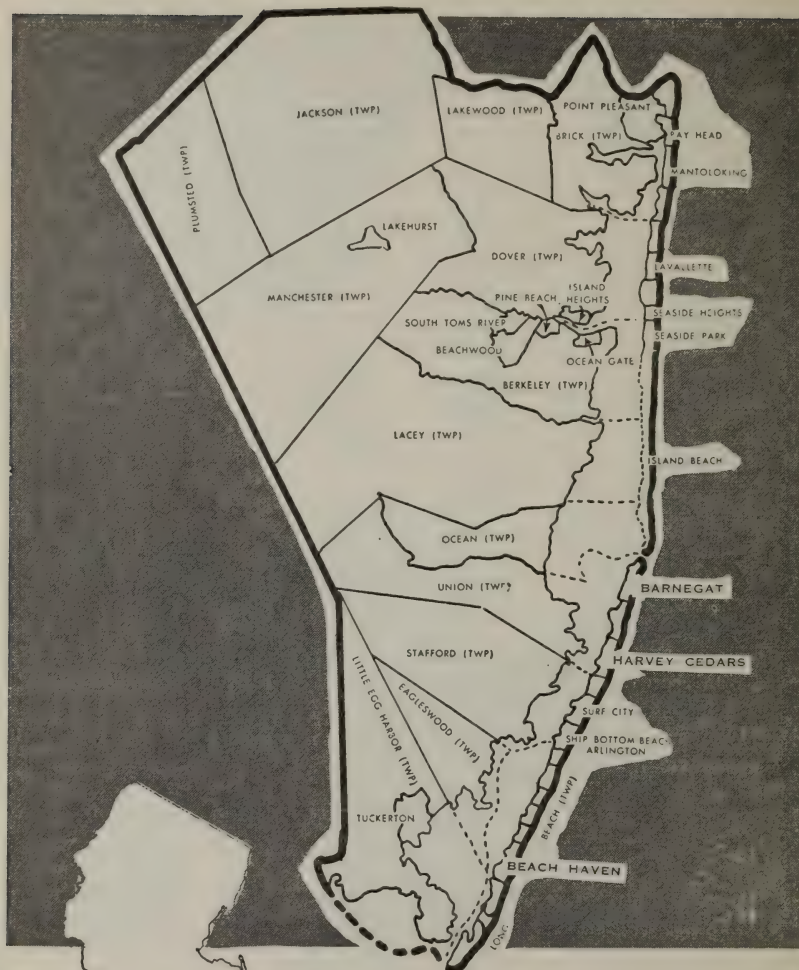 JACKSON (TWP)
LAKEWOOD (TWP)
POINT PLEASANT
BRICK (TWP)
BAY HEAD
MANTOLOKING
PLUMSTED (TWP)
LAKEHURST
MANCHESTER (TWP)
DOVER (TWP)
LAVALLETTE
ISLAND
HEIGHTS
PINE BEACH
SEASIDE HEIGHTS
SOUTH TOMS RIVER
SEASIDE PARK
BEACHWOOD
OCEAN GATE
BERKELEY (TWP)
LACEY (TWP)
ISLAND BEACH
OCEAN (TWP)
UNION (TWP)
BARNEGAT
STAFFORD (TWP)
HARVEY CEDARS
LITTLE EGG HARBOR (TWP)
EAGLESWOOD (TWP)
SURF CITY
SHIP BOTTOM BEACH
ARLINGTON
TUCKERTON
LONG
BEACH (TWP)
BEACH HAVEN